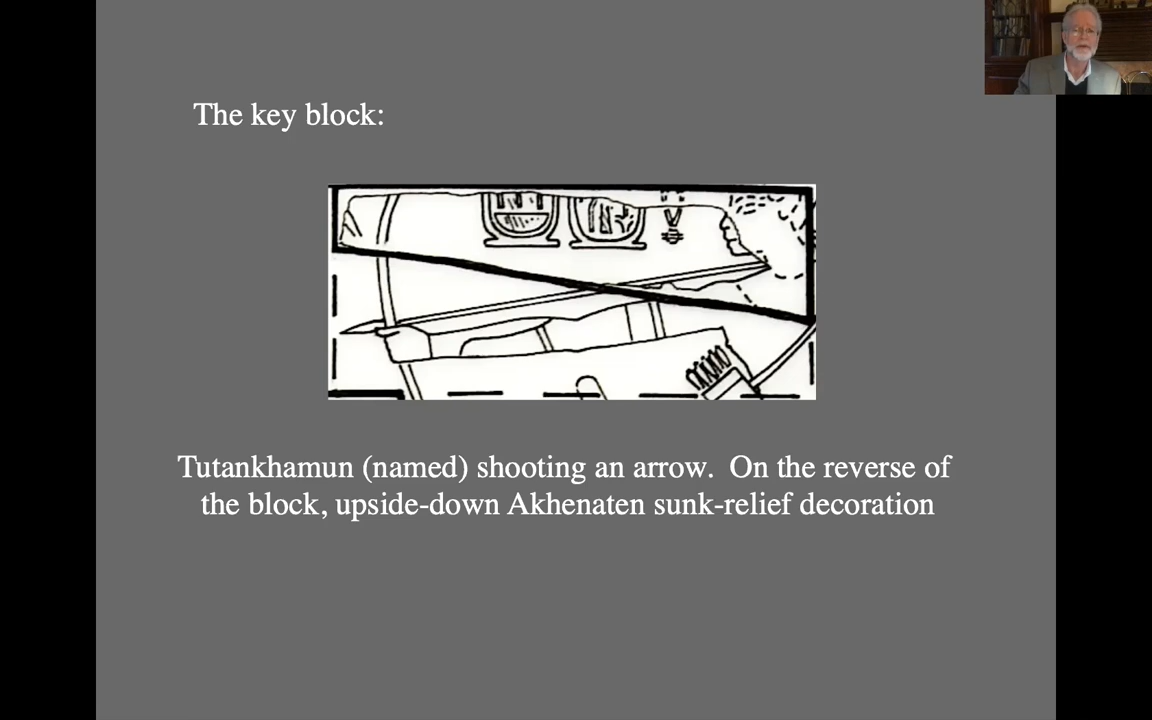 The key block:
Tutankhamun (named) shooting an arrow.  On the reverse of
the block, upside-down Akhenaten sunk-relief decoration